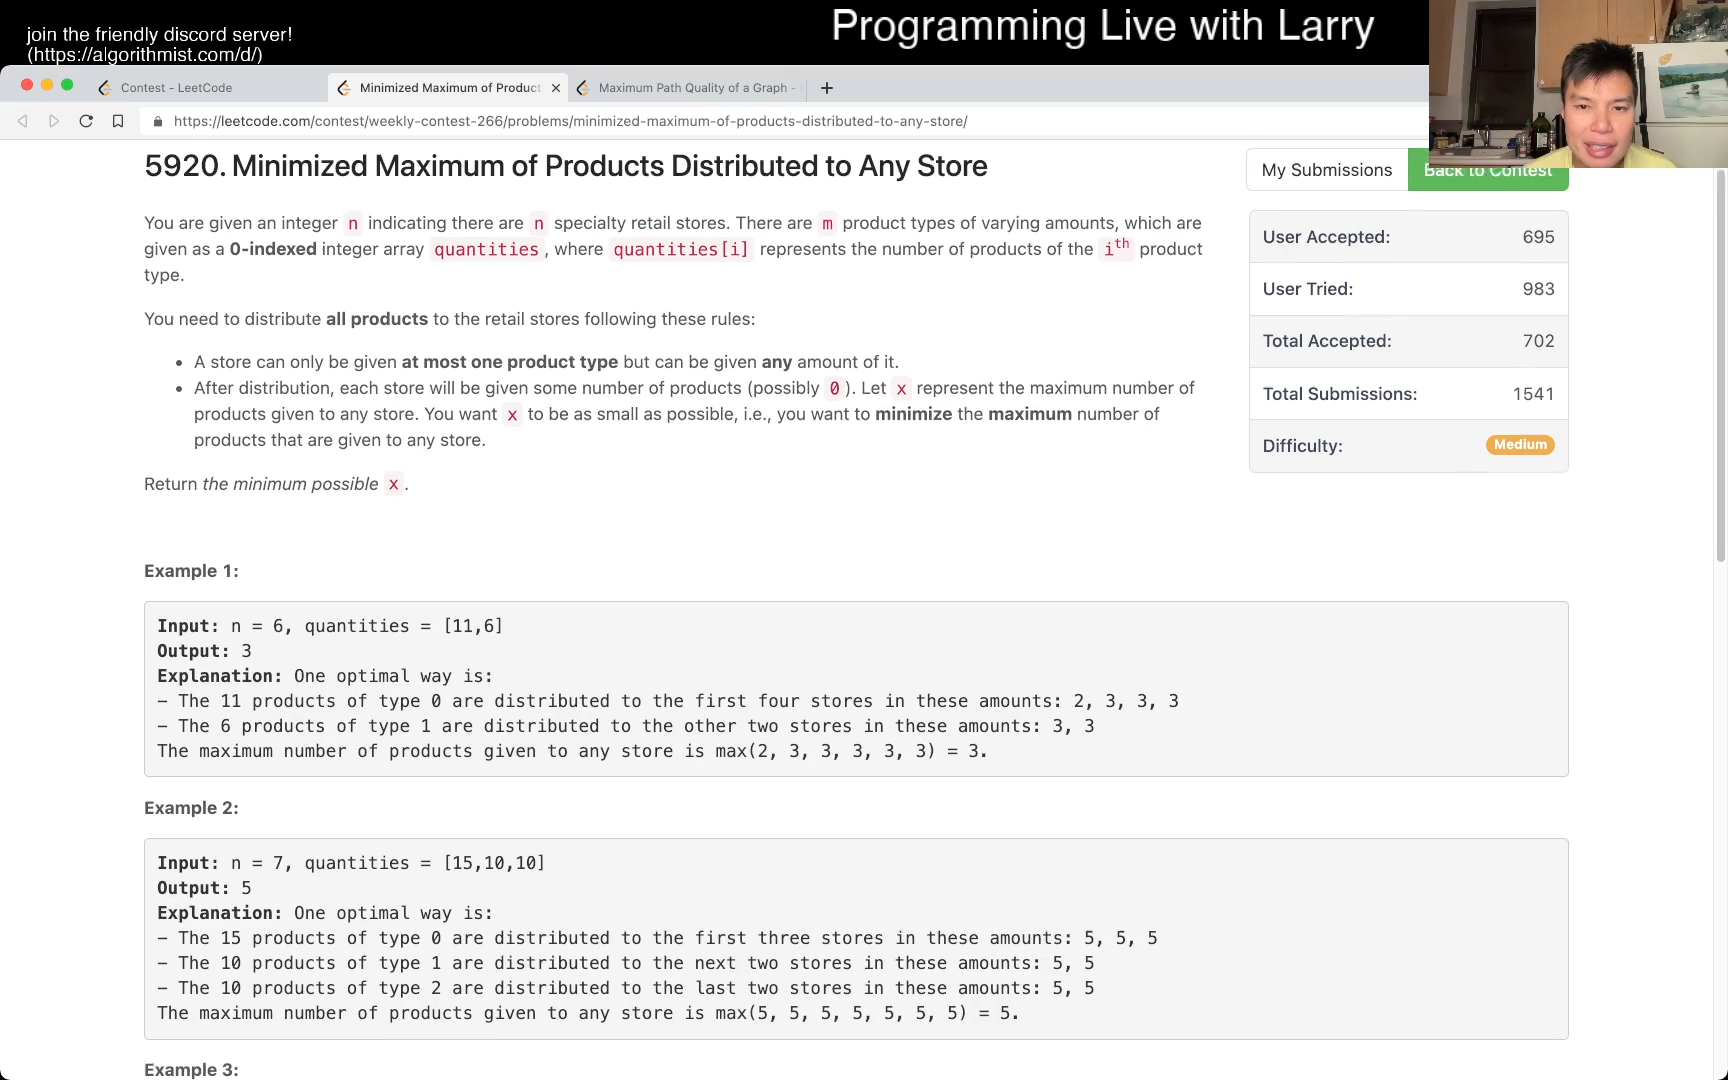 join the friendly discord server!
(https://algorithmist.com/d/)
Programming Live with Larry
Contest - LeetCode
Minimized Maximum of Product
Maximum Path Quality of a Graph -
https://leetcode.com/contest/weekly-contest-266/problems/minimized-maximum-of-products-distributed-to-any-store/
5920. Minimized Maximum of Products Distributed to Any Store
My Submissions
Back to Contest
You are given an integer n indicating there are n specialty retail stores. There are m product types of varying amounts, which are
given as a 0-indexed integer array quantities, where quantities[i] represents the number of products of the ith product
type.
You need to distribute all products to the retail stores following these rules:
• A store can only be given at most one product type but can be given any amount of it.
• After distribution, each store will be given some number of products (possibly 0). Let x represent the maximum number of
products given to any store. You want x to be as small as possible, i.e., you want to minimize the maximum number of
products that are given to any store.
Return the minimum possible x.
User Accepted: 695
User Tried: 983
Total Accepted: 702
Total Submissions: 1541
Difficulty: Medium
Example 1:
Input: n = 6, quantities = [11,6]
Output: 3
Explanation: One optimal way is:
- The 11 products of type 0 are distributed to the first four stores in these amounts: 2, 3, 3, 3
- The 6 products of type 1 are distributed to the other two stores in these amounts: 3, 3
The maximum number of products given to any store is max(2, 3, 3, 3, 3, 3) = 3.
Example 2:
Input: n = 7, quantities = [15,10,10]
Output: 5
Explanation: One optimal way is:
- The 15 products of type 0 are distributed to the first three stores in these amounts: 5, 5, 5
- The 10 products of type 1 are distributed to the next two stores in these amounts: 5, 5
- The 10 products of type 2 are distributed to the last two stores in these amounts: 5, 5
The maximum number of products given to any store is max(5, 5, 5, 5, 5, 5, 5) = 5.
Example 3: